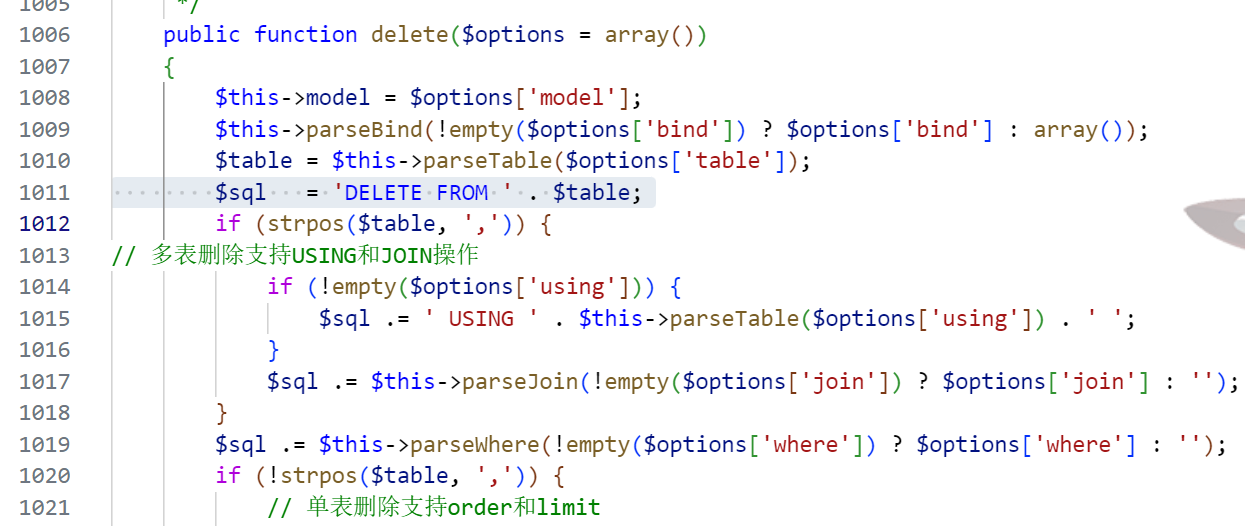 1005 */
1006 public function delete($options = array())
1007 {
1008 $this->model = $options['model'];
1009 $this->parseBind(!empty($options['bind']) ? $options['bind'] : array());
1010 $table = $this->parseTable($options['table']);
1011 $sql = 'DELETE FROM ' . $table;
1012 if (strpos($table, ',')) {
1013 // 多表删除支持USING和JOIN操作
1014 if (!empty($options['using'])) {
1015 $sql .= ' USING ' . $this->parseTable($options['using']) . ' ';
1016 }
1017 $sql .= $this->parseJoin(!empty($options['join']) ? $options['join'] : '');
1018 }
1019 $sql .= $this->parseWhere(!empty($options['where']) ? $options['where'] : '');
1020 if (!strpos($table, ',')) {
1021 // 单表删除支持order和limit